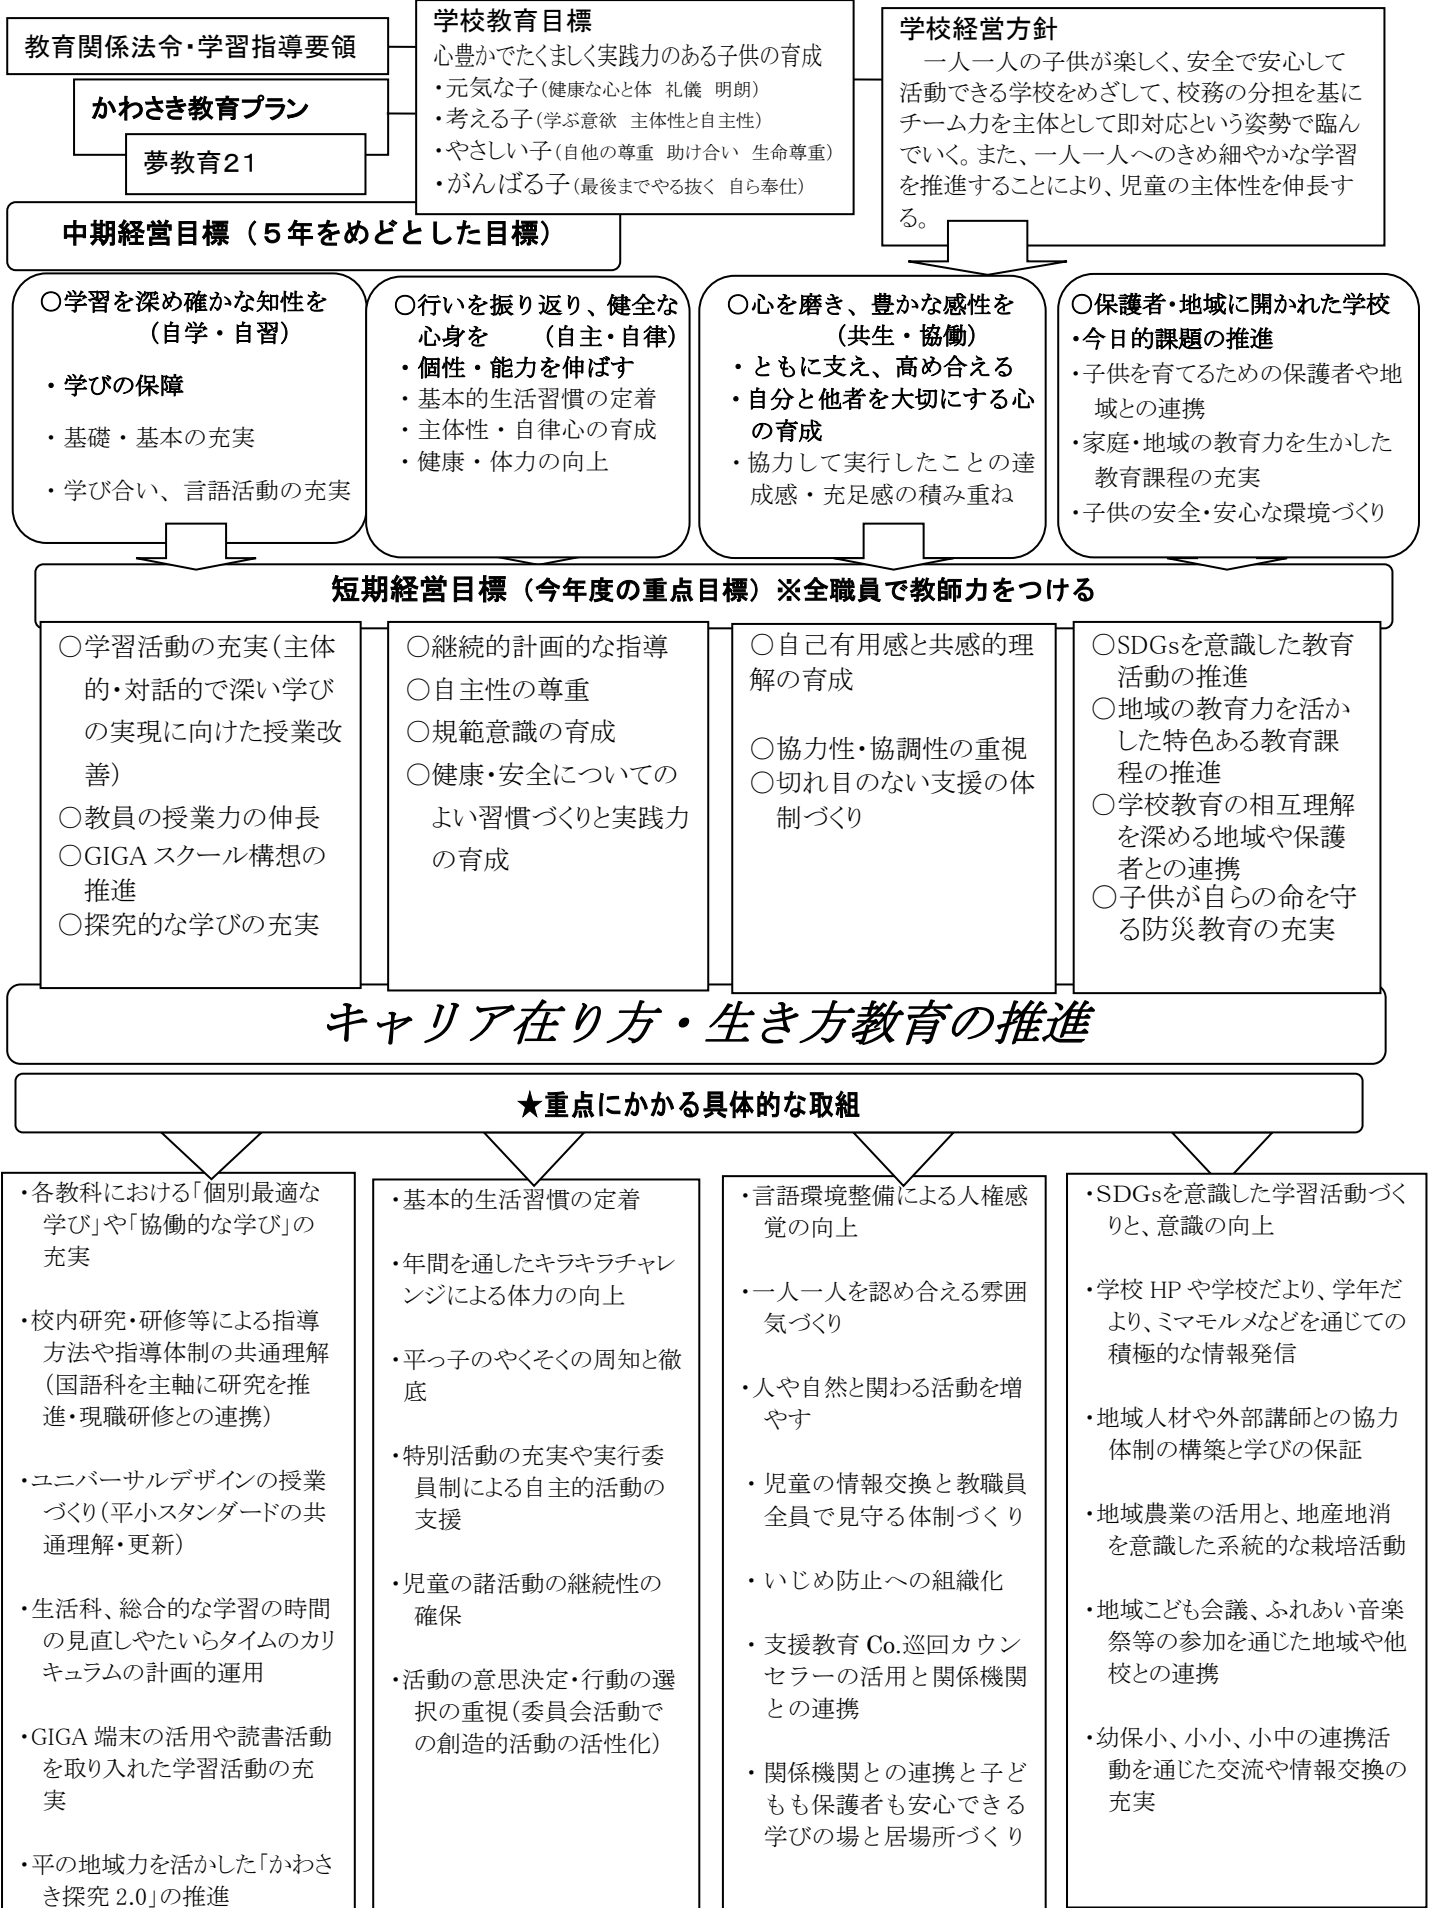 教育関係法令・学習指導要領
かわさき教育プラン
夢教育２１
学校教育目標
心豊かでたくましく実践力のある子供の育成
・元気な子(健康な心と体　礼儀　明朗)
・考える子(学ぶ意欲　主体性と自主性)
・やさしい子(自他の尊重　助け合い　生命尊重)
・がんばる子(最後までやる抜く　自ら奉仕)
学校経営方針
一人一人の子供が楽しく、安全で安心して
活動できる学校をめざして、校務の分担を基に
チーム力を主体として即対応という姿勢で臨ん
でいく。また、一人一人へのきめ細やかな学習
を推進することにより、児童の主体性を伸長す
る。
中期経営目標（５年をめどとした目標）
○学習を深め確かな知性を
（自学・自習）
・学びの保障
・基礎・基本の充実
・学び合い、言語活動の充実
○行いを振り返り、健全な
心身を　（自主・自律）
・個性・能力を伸ばす
・基本的生活習慣の定着
・主体性・自律心の育成
・健康・体力の向上
○心を磨き、豊かな感性を
（共生・協働）
・ともに支え、高め合える
・自分と他者を大切にする心
の育成
・協力して実行したことの達
成感・充足感の積み重ね
○保護者・地域に開かれた学校
・今日的課題の推進
・子供を育てるための保護者や地
域との連携
・家庭・地域の教育力を生かした
教育課程の充実
・子供の安全・安心な環境づくり
短期経営目標（今年度の重点目標）※全職員で教師力をつける
○学習活動の充実（主体
的・対話的で深い学び
の実現に向けた授業改
善）
○教員の授業力の伸長
○GIGA スクール構想の
推進
○探究的な学びの充実
○継続的計画的な指導
○自主性の尊重
○規範意識の育成
○健康・安全についての
よい習慣づくりと実践力
の育成
○自己有用感と共感的理
解の育成
○協力性・協調性の重視
○切れ目のない支援の体
制づくり
○SDGsを意識した教育
活動の推進
○地域の教育力を活か
した特色ある教育課
程の推進
○学校教育の相互理解
を深める地域や保護
者との連携
○子供が自らの命を守
る防災教育の充実
キャリア在り方・生き方教育の推進
★重点にかかる具体的な取組
・各教科における「個別最適な
学び」や「協働的な学び」の
充実
・校内研究・研修等による指導
方法や指導体制の共通理解
（国語科を主軸に研究を推
進・現職研修との連携）
・ユニバーサルデザインの授業
づくり（平小スタンダードの共
通理解・更新）
・生活科、総合的な学習の時間
の見直しやたいらタイムのカリ
キュラムの計画的運用
・GIGA 端末の活用や読書活動
を取り入れた学習活動の充
実
・平の地域力を活かした「かわさ
き探究 2.0」の推進
・基本的生活習慣の定着
・年間を通したキラキラチャレ
ンジによる体力の向上
・平っ子のやくそくの周知と徹
底
・特別活動の充実や実行委
員制による自主的活動の
支援
・児童の諸活動の継続性の
確保
・活動の意思決定・行動の選
択の重視（委員会活動で
の創造的活動の活性化）
・言語環境整備による人権感
覚の向上
・一人一人を認め合える雰囲
気づくり
・人や自然と関わる活動を増
やす
・児童の情報交換と教職員
全員で見守る体制づくり
・いじめ防止への組織化
・支援教育 Co.巡回カウン
セラーの活用と関係機関
との連携
・関係機関との連携と子ど
もも保護者も安心できる
学びの場と居場所づくり
・SDGsを意識した学習活動づく
りと、意識の向上
・学校 HP や学校だより、学年だ
より、ミマモルメなどを通じての
積極的な情報発信
・地域人材や外部講師との協力
体制の構築と学びの保証
・地域農業の活用と、地産地消
を意識した系統的な栽培活動
・地域こども会議、ふれあい音楽
祭等の参加を通じた地域や他
校との連携
・幼保小、小小、小中の連携活
動を通じた交流や情報交換の
充実